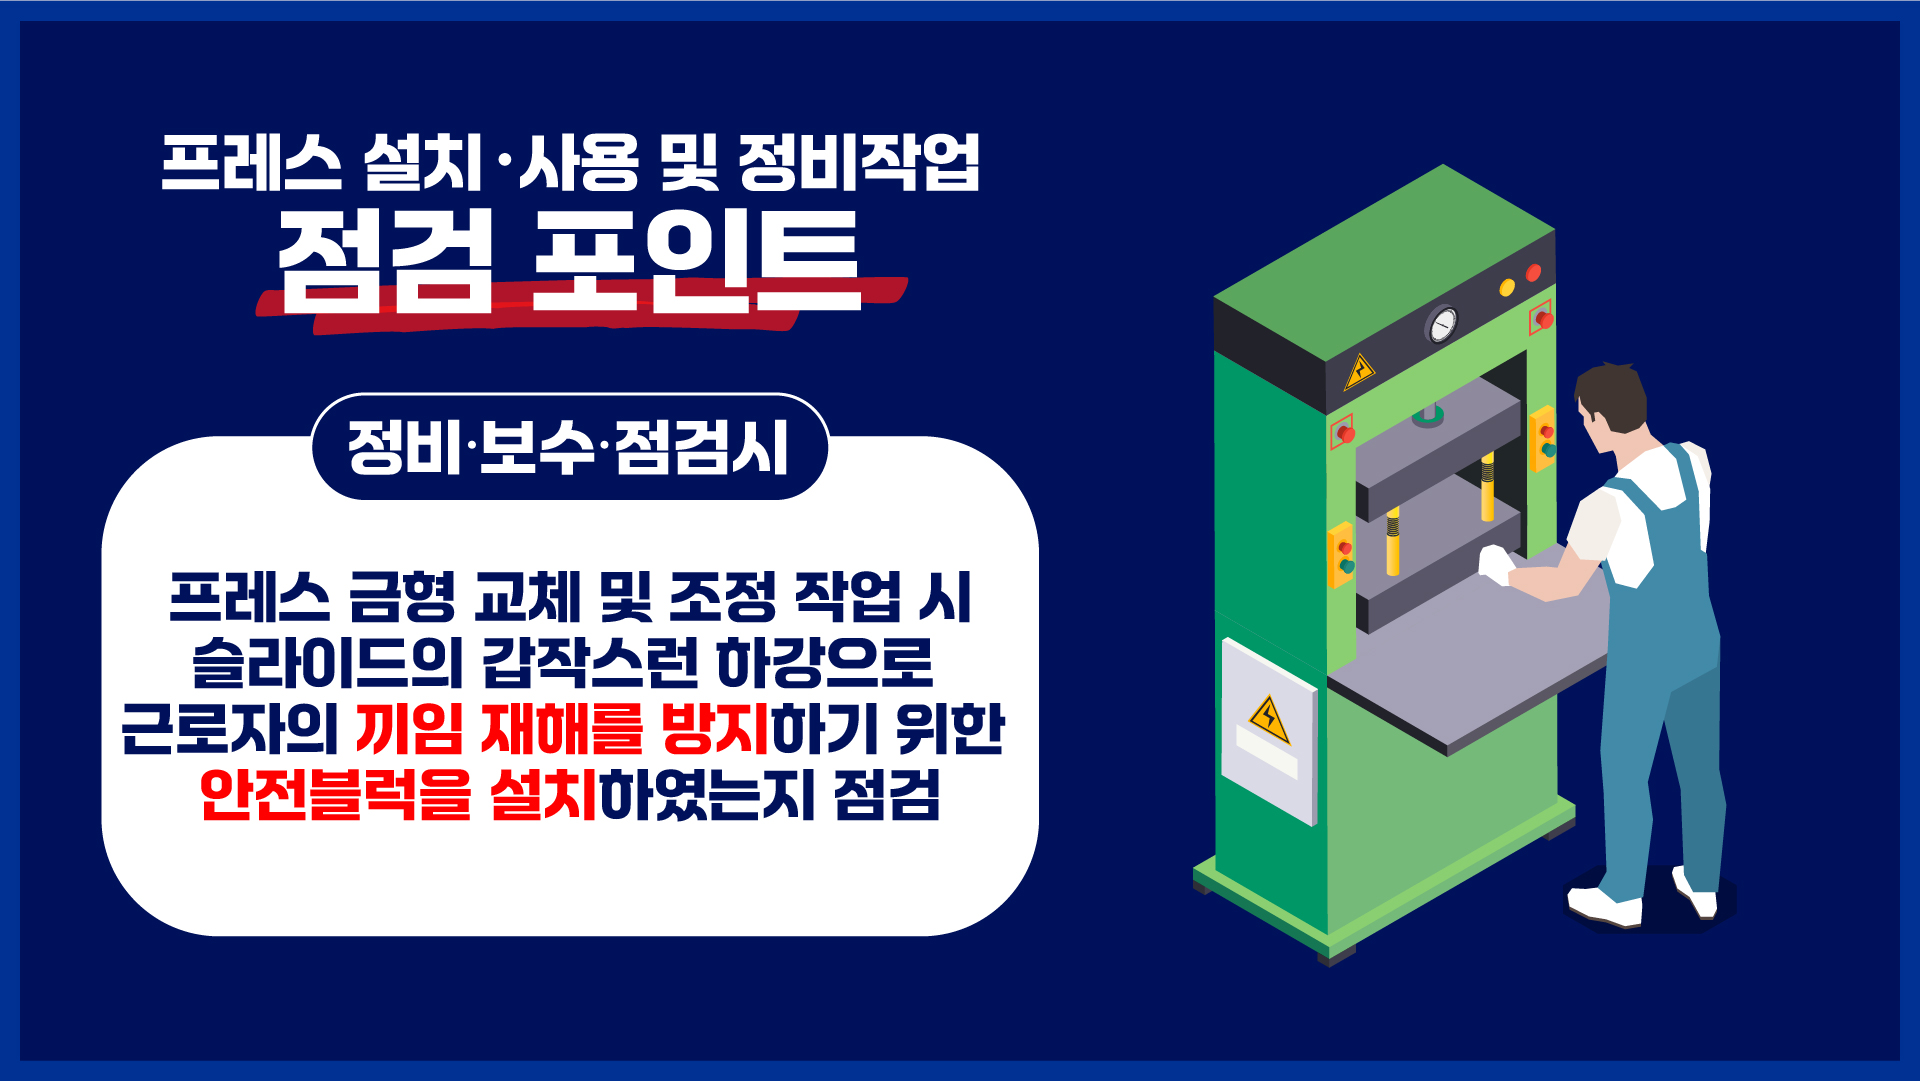 프레스 설치·사용 및 정비작업
점검 포인트
정비·보수·점검시
프레스 금형 교체 및 조정 작업 시
슬라이드의 갑작스런 하강으로
근로자의 끼임 재해를 방지하기 위한
안전블럭을 설치하였는지 점검